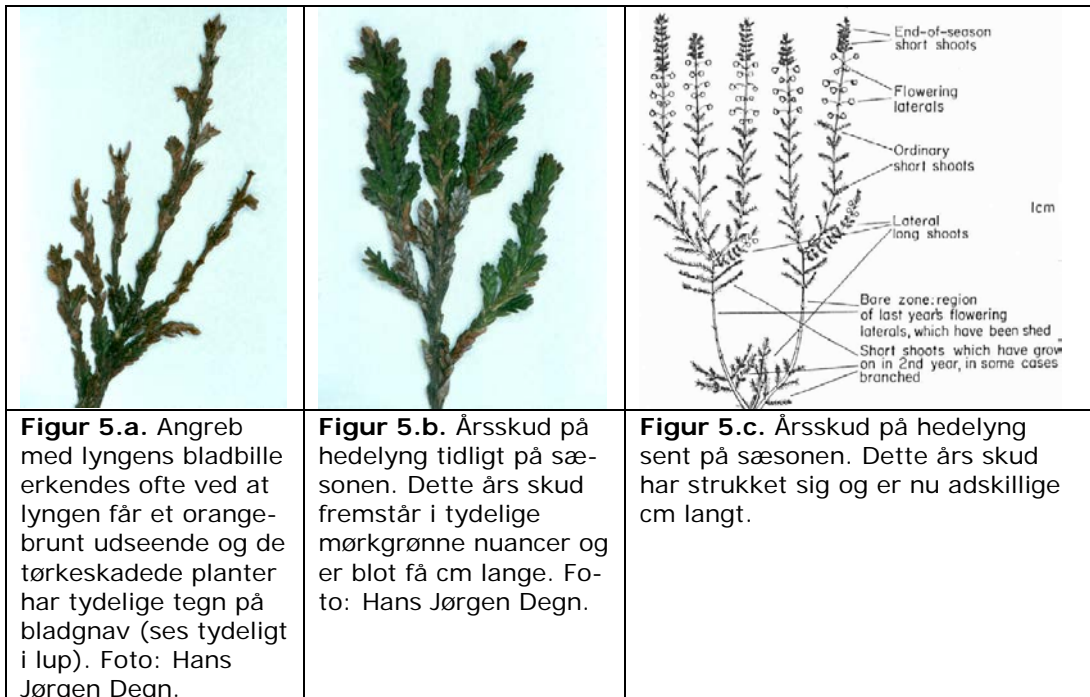 End-of-season
short shoots
Flowering
laterals
Ordinary
short shoots
1cm
Lateral
long shoots
Bare zone: region
of last year's flowering
laterals, which have been shed
Short shoots which have grow
on in 2nd year, in some cases
branched
Figur 5.a. Angreb
med lyngens bladbille
erkendes ofte ved at
lyngen får et orange-
brunt udseende og de
tørkeskadede planter
har tydelige tegn på
bladgnav (ses tydeligt
i lup). Foto: Hans
Jørgen Degn.
Figur 5.b. Årsskud på
hedelyng tidligt på sæ-
sonen. Dette års skud
fremstår i tydelige
mørkgrønne nuancer og
er blot få cm lange. Fo-
to: Hans Jørgen Degn.
Figur 5.c. Årsskud på hedelyng
sent på sæsonen. Dette års skud
har strukket sig og er nu adskillige
cm langt.